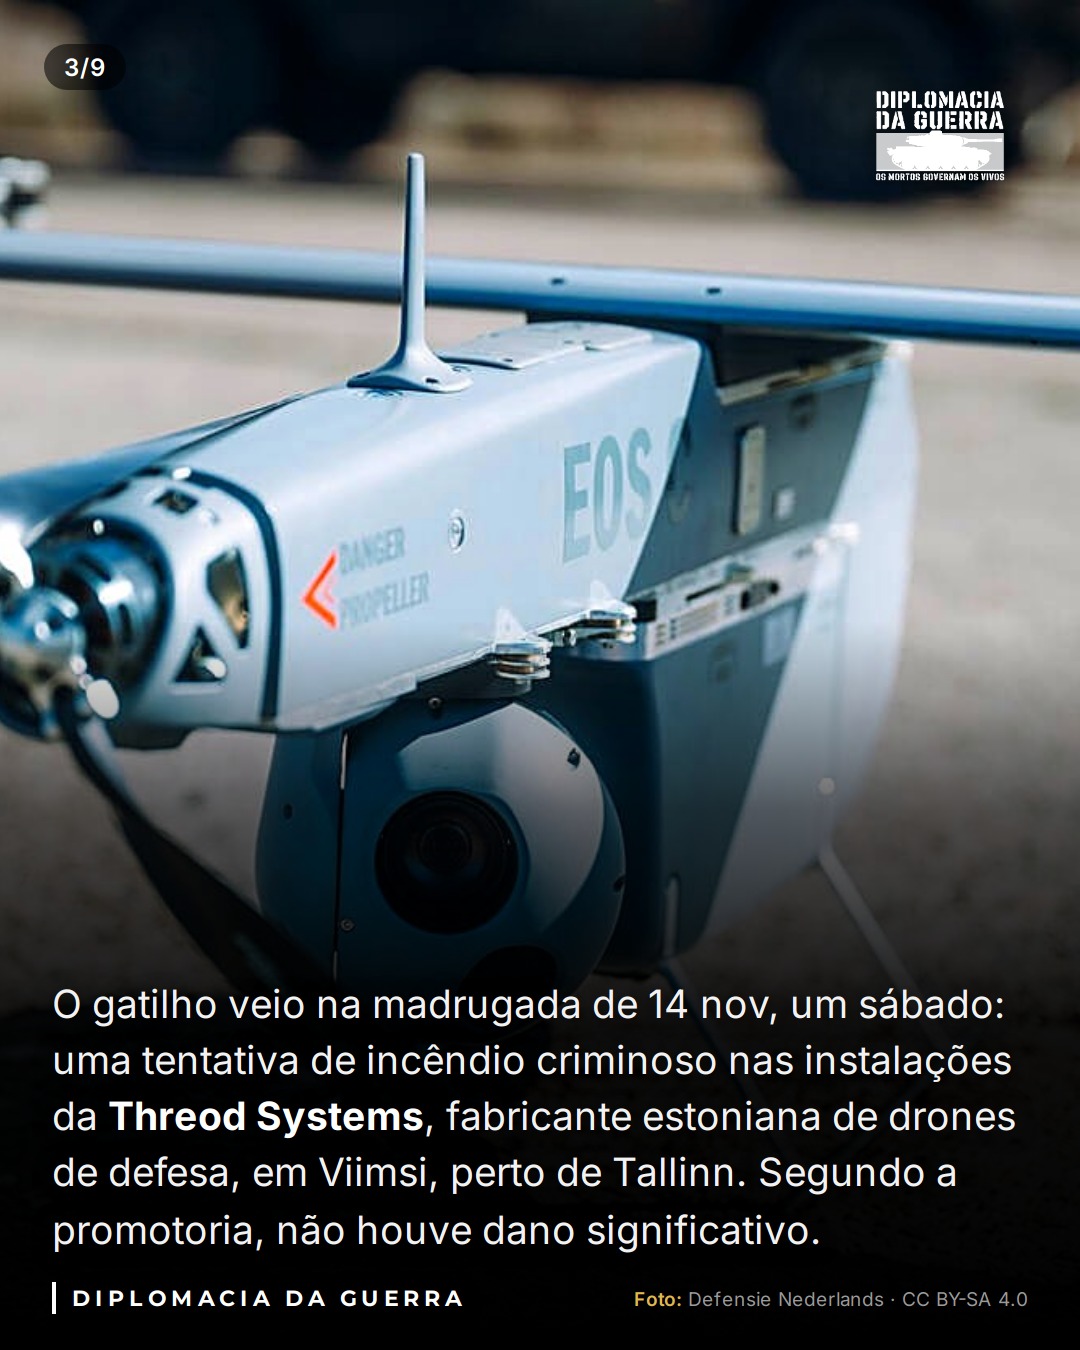 3/9
DIPLOMACIA
DA GUERRA
OS MORTOS GOVERNAM OS VIVOS
EOS C
DANGER
PROPELLER
O gatilho veio na madrugada de 14 nov, um sábado:
uma tentativa de incêndio criminoso nas instalações
da Threod Systems, fabricante estoniana de drones
de defesa, em Viimsi, perto de Tallinn. Segundo a
promotoria, não houve dano significativo.
DIPLOMACIA DA GUERRA
Foto: Defensie Nederlands · CC BY-SA 4.0